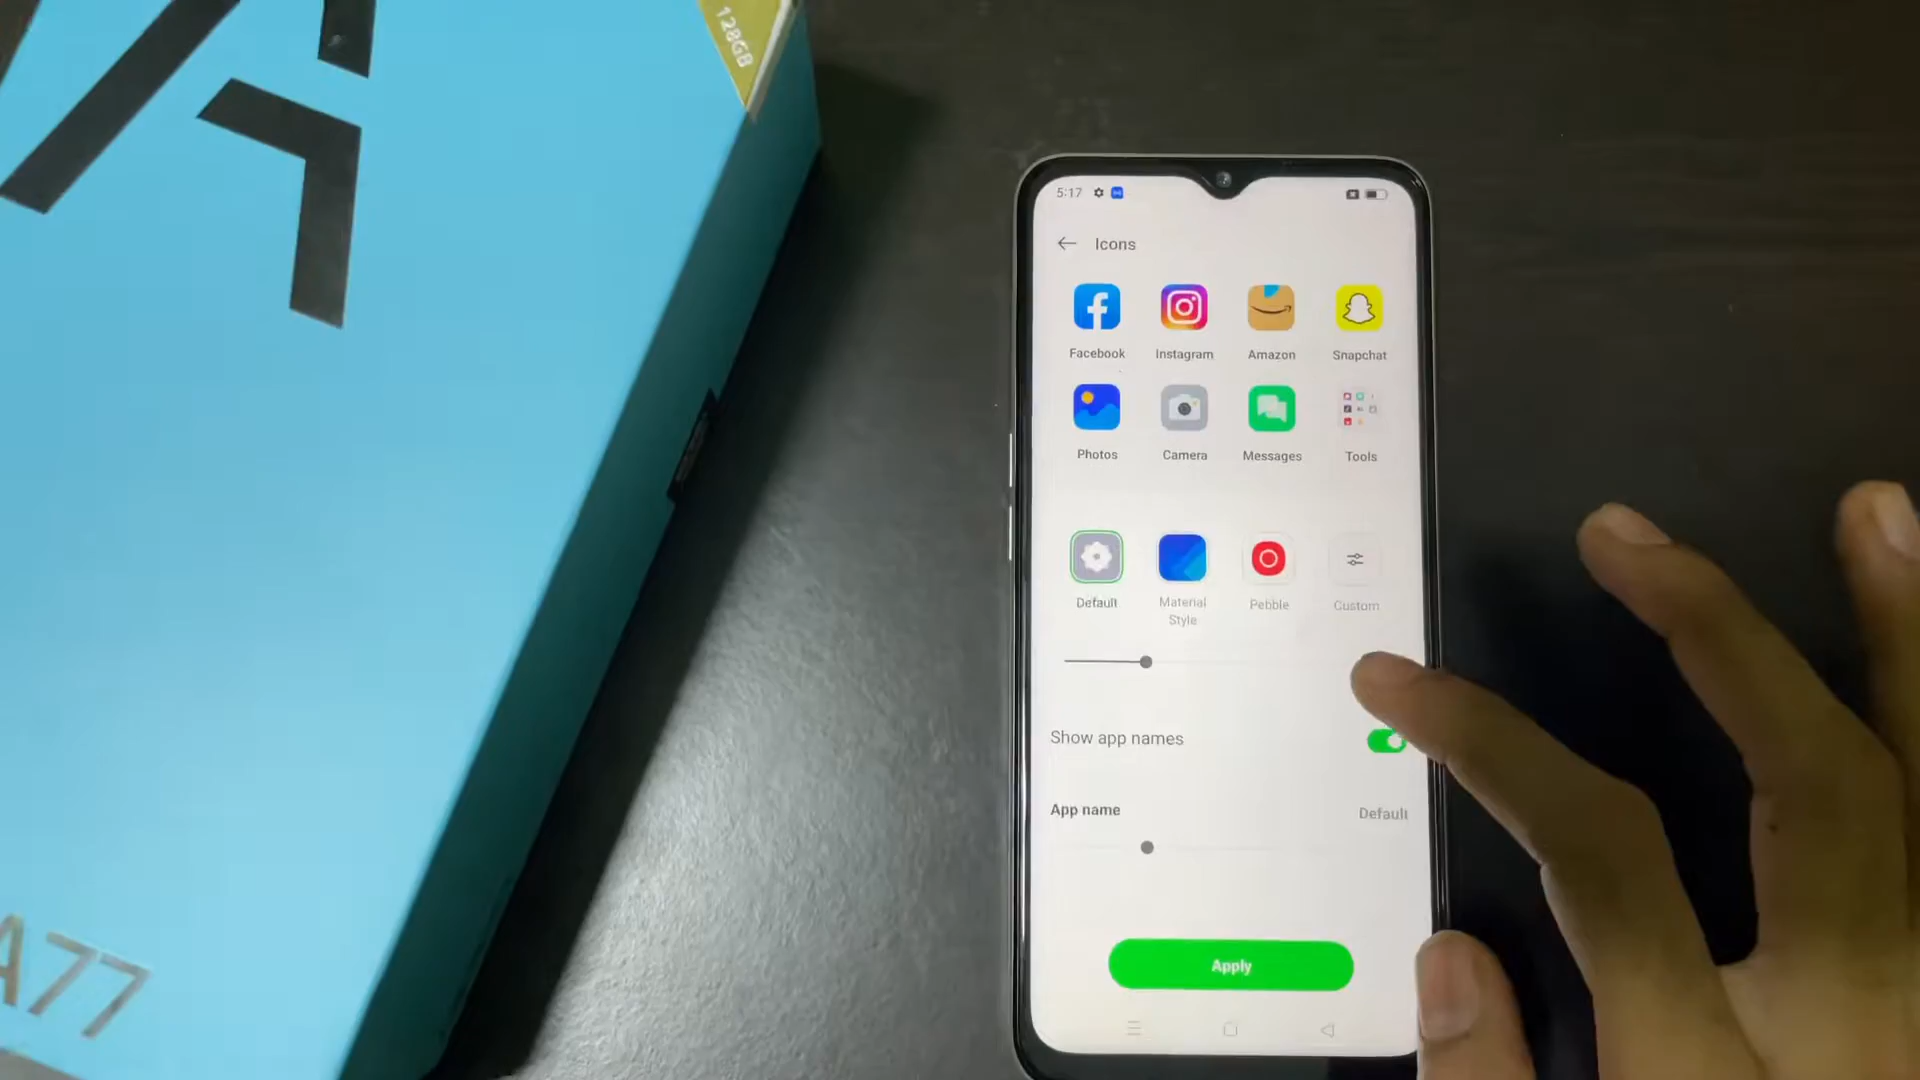 128GB
A77
5:17
Icons
Facebook
Instagram
Amazon
Snapchat
Photos
Camera
Messages
Tools
Default
Material
Style
Pebble
Custom
Show app names
App name
Default
Apply